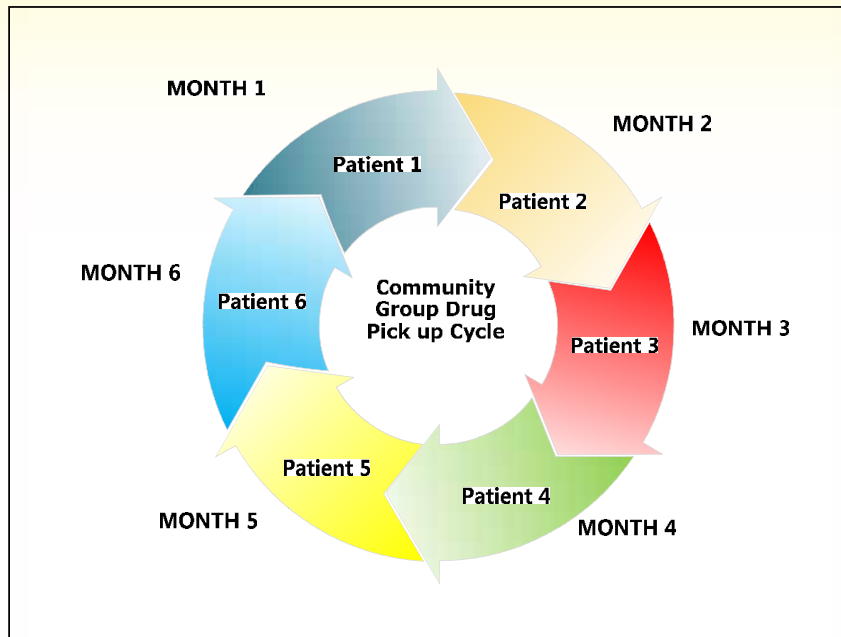 MONTH 1
Patient 1
MONTH 2
Patient 2
MONTH 3
Patient 3
MONTH 4
Patient 4
MONTH 5
Patient 5
MONTH 6
Patient 6
Community
Group Drug
Pick up Cycle